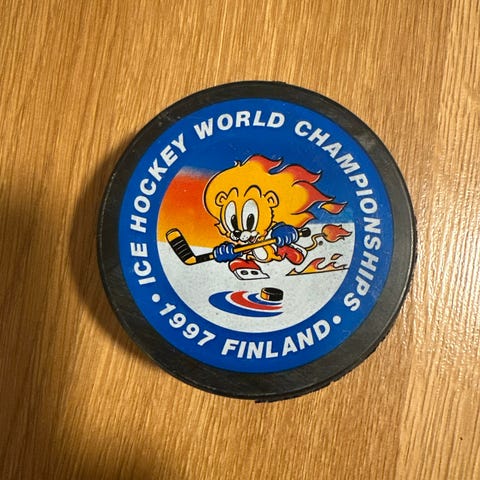 ICE HOCKEY WORLD CHAMPIONSHIPS
• 1997 FINLAND •